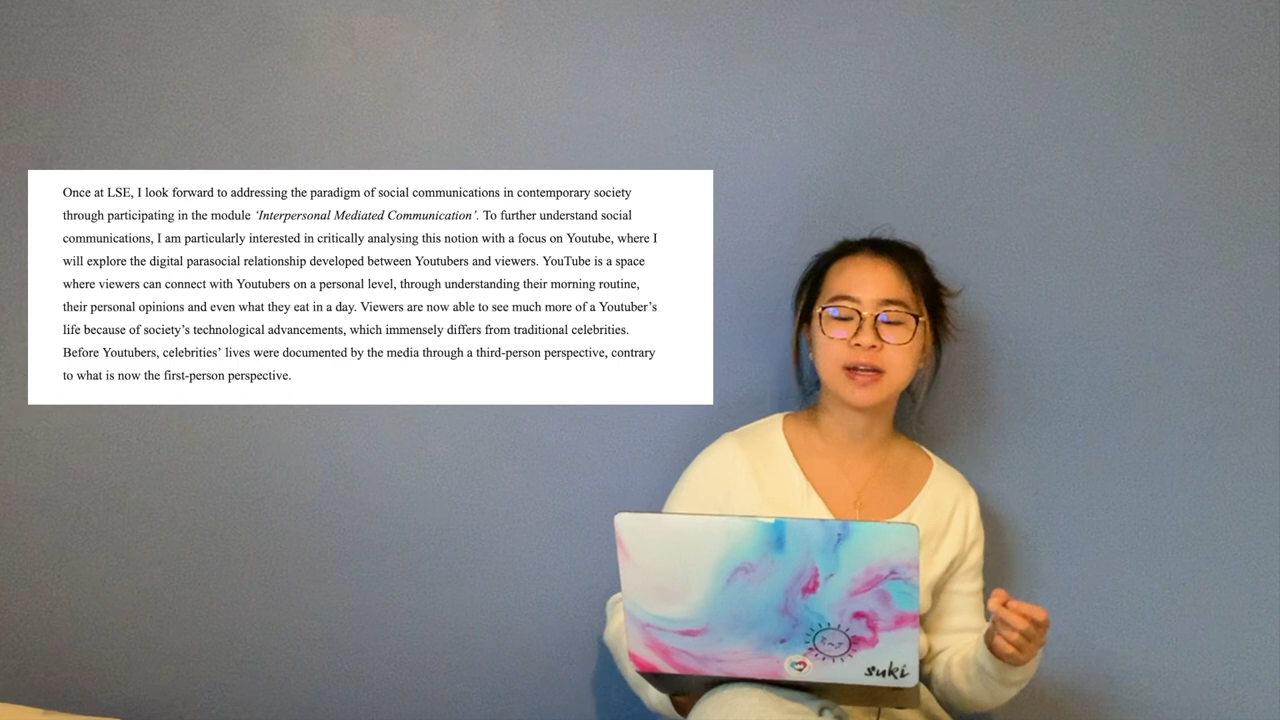 Once at LSE, I look forward to addressing the paradigm of social communications in contemporary society
through participating in the module ‘Interpersonal Mediated Communication’. To further understand social
communications, I am particularly interested in critically analysing this notion with a focus on Youtube, where I
will explore the digital parasocial relationship developed between Youtubers and viewers. YouTube is a space
where viewers can connect with Youtubers on a personal level, through understanding their morning routine,
their personal opinions and even what they eat in a day. Viewers are now able to see much more of a Youtuber’s
life because of society’s technological advancements, which immensely differs from traditional celebrities.
Before Youtubers, celebrities’ lives were documented by the media through a third-person perspective, contrary
to what is now the first-person perspective.
suki